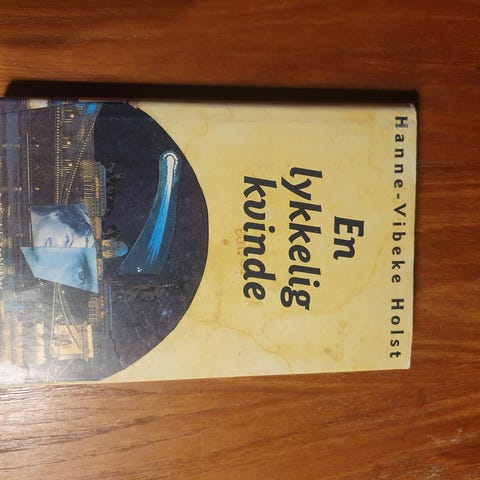 Hanne-Vibeke Holst
En
lykkelig
kvinde